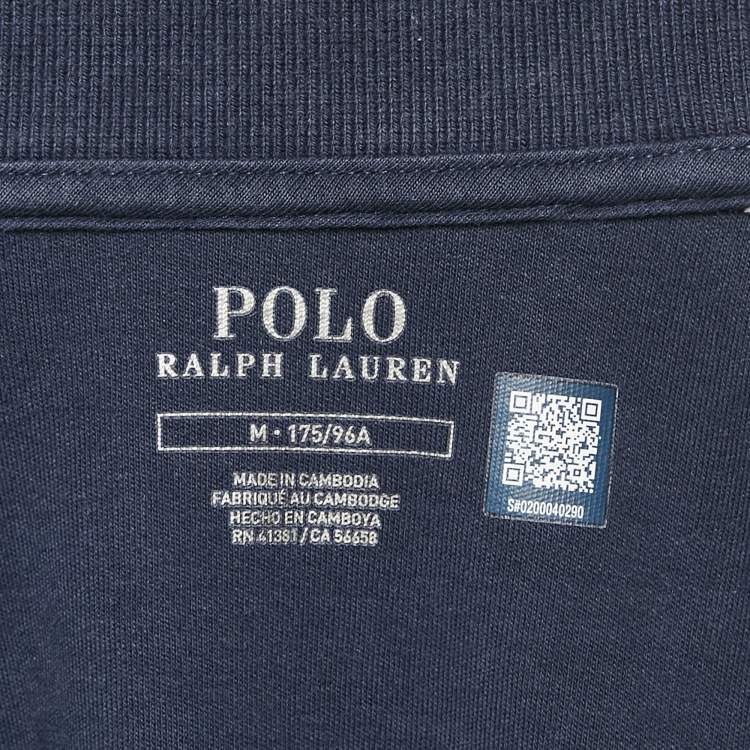 POLO
RALPH LAUREN
M • 175/96A
MADE IN CAMBODIA
FABRIQUÉ AU CAMBODGE
HECHO EN CAMBOYA
RN 41381 / CA 56658
S#0200040290